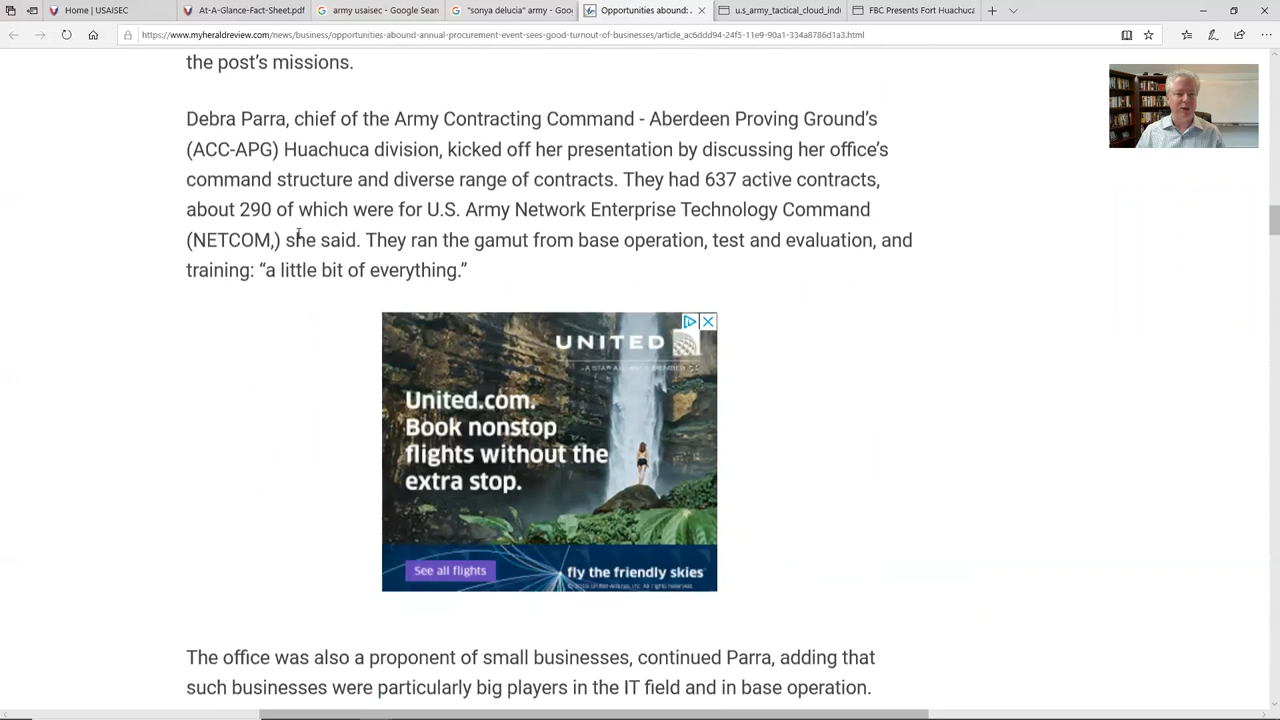 Home | USAISEC
At-A-Glance-Fact-Sheet.pdf
army usaisec - Google Sear
"sonya delucia" army - Goog
Opportunities abound:
u.s_army_tactical_cloud_indu
FBC Presents Fort Huachuca
https://www.myheraldreview.com/news/business/opportunities-abound-annual-procurement-event-sees-good-turnout-of-businesses/article_ac6ddd94-24f5-11e9-90a1-334a8786d1a3.html
the post’s missions.
Debra Parra, chief of the Army Contracting Command - Aberdeen Proving Ground’s
(ACC-APG) Huachuca division, kicked off her presentation by discussing her office’s
command structure and diverse range of contracts. They had 637 active contracts,
about 290 of which were for U.S. Army Network Enterprise Technology Command
(NETCOM,) she said. They ran the gamut from base operation, test and evaluation, and
training: “a little bit of everything.”
UNITED
United.com.
Book nonstop
flights without the
extra stop.
See all flights
fly the friendly skies
The office was also a proponent of small businesses, continued Parra, adding that
such businesses were particularly big players in the IT field and in base operation.